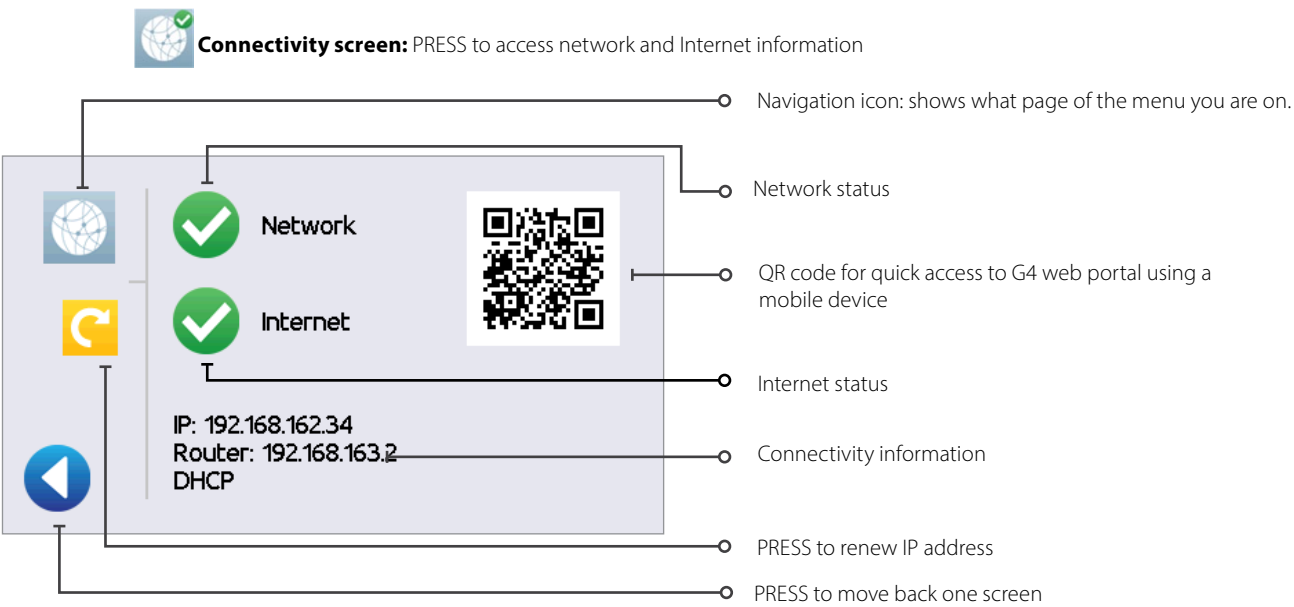 Connectivity screen: PRESS to access network and Internet information
Navigation icon: shows what page of the menu you are on.
Network status
Network
QR code for quick access to G4 web portal using a
mobile device
Internet
Internet status
IP: 192.168.162.34
Router: 192.168.163.2
DHCP
Connectivity information
PRESS to renew IP address
PRESS to move back one screen